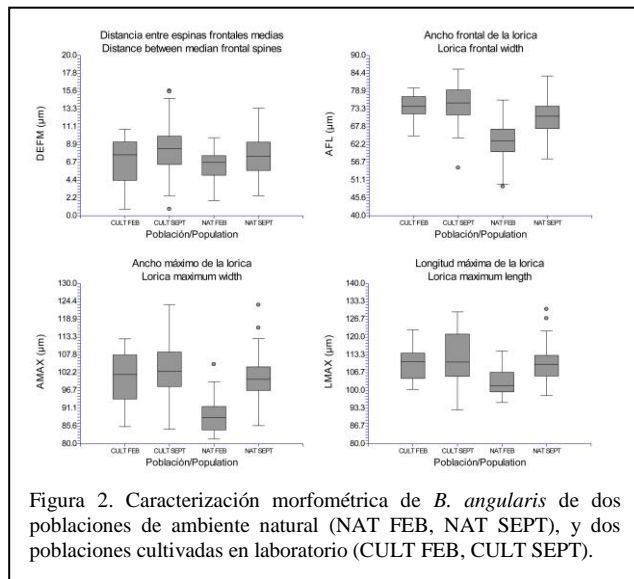 Distancia entre espinas frontales medias
Distance between median frontal spines
20.0
17.8
15.6
13.3
11.1
8.9
6.7
4.4
2.2
0.0
DEFM (µm)
CULT FEB
CULT SEPT
NAT FEB
NAT SEPT
Población/Population
Ancho frontal de la lorica
Lorica frontal width
90.0
84.4
78.9
73.3
67.8
62.2
56.7
51.1
45.6
40.0
AFL (µm)
CULT FEB
CULT SEPT
NAT FEB
NAT SEPT
Población/Population
Ancho máximo de la lorica
Lorica maximum width
130.0
124.4
118.9
113.3
107.8
102.2
96.7
91.1
85.6
80.0
AMAX (µm)
CULT FEB
CULT SEPT
NAT FEB
NAT SEPT
Población/Population
Longitud máxima de la lorica
Lorica maximum length
140.0
133.3
126.7
120.0
113.3
106.7
100.0
93.3
86.7
80.0
LMAX (µm)
CULT FEB
CULT SEPT
NAT FEB
NAT SEPT
Población/Population
Figura 2. Caracterización morfométrica de B. angularis de dos
poblaciones de ambiente natural (NAT FEB, NAT SEPT), y dos
poblaciones cultivadas en laboratorio (CULT FEB, CULT SEPT).